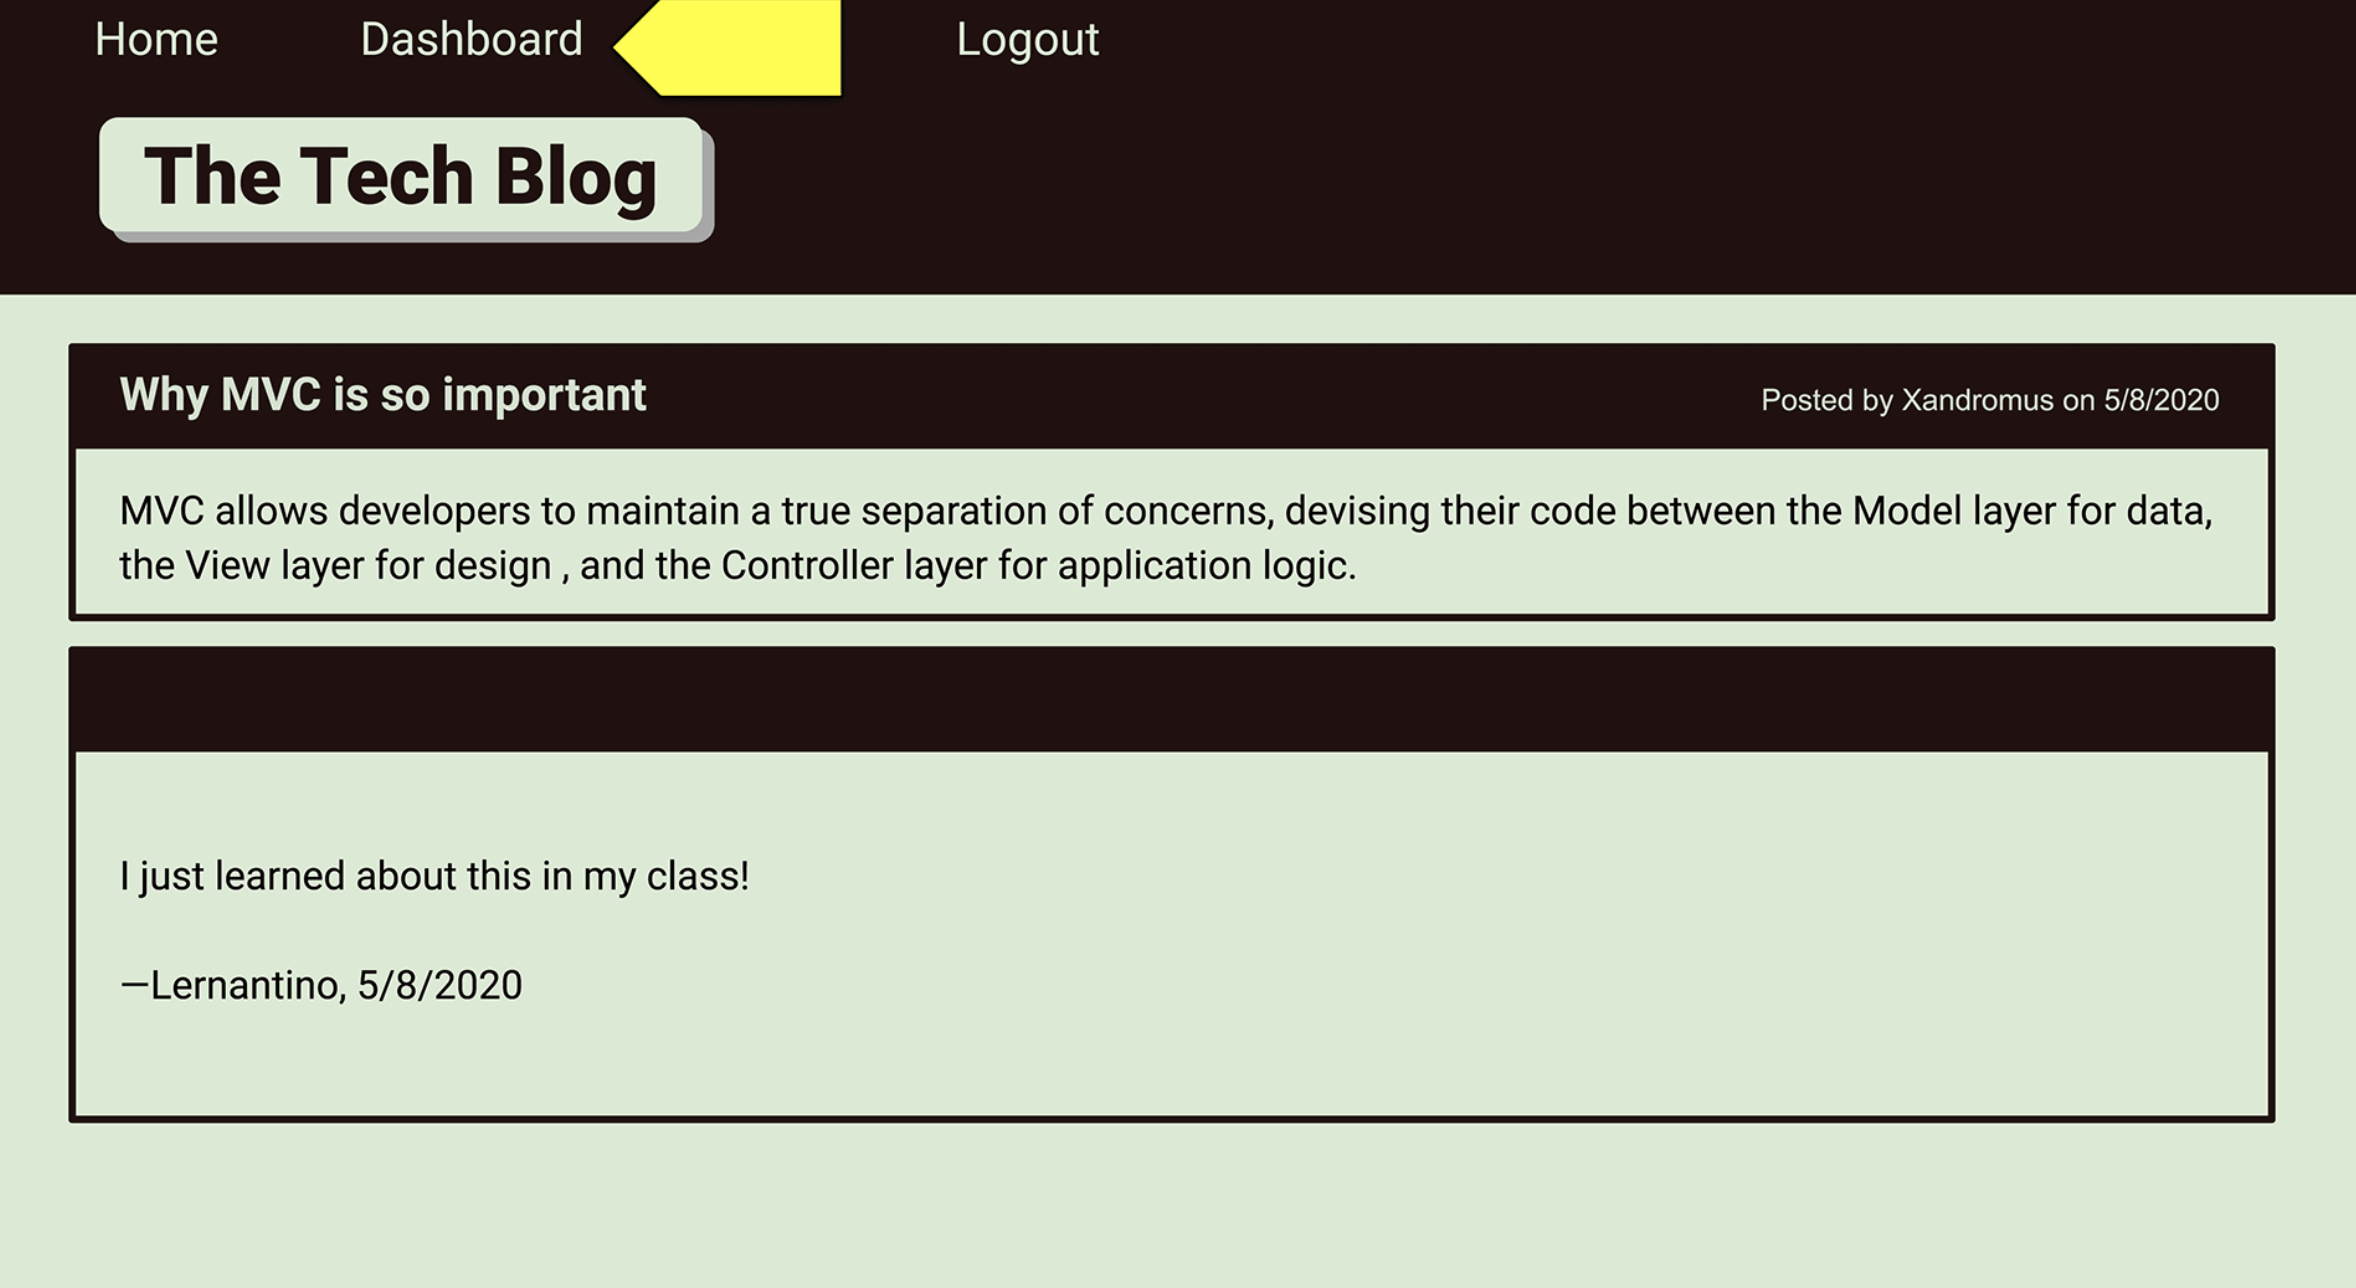 Home Dashboard Logout
The Tech Blog
Why MVC is so important
Posted by Xandromus on 5/8/2020
MVC allows developers to maintain a true separation of concerns, devising their code between the Model layer for data,
the View layer for design , and the Controller layer for application logic.
I just learned about this in my class!
—Lernantino, 5/8/2020